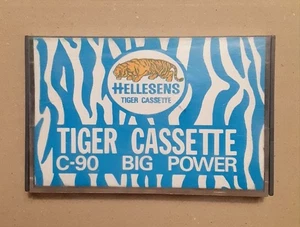 HELLESENS
TIGER CASSETTE
TIGER CASSETTE
C-90 BIG POWER